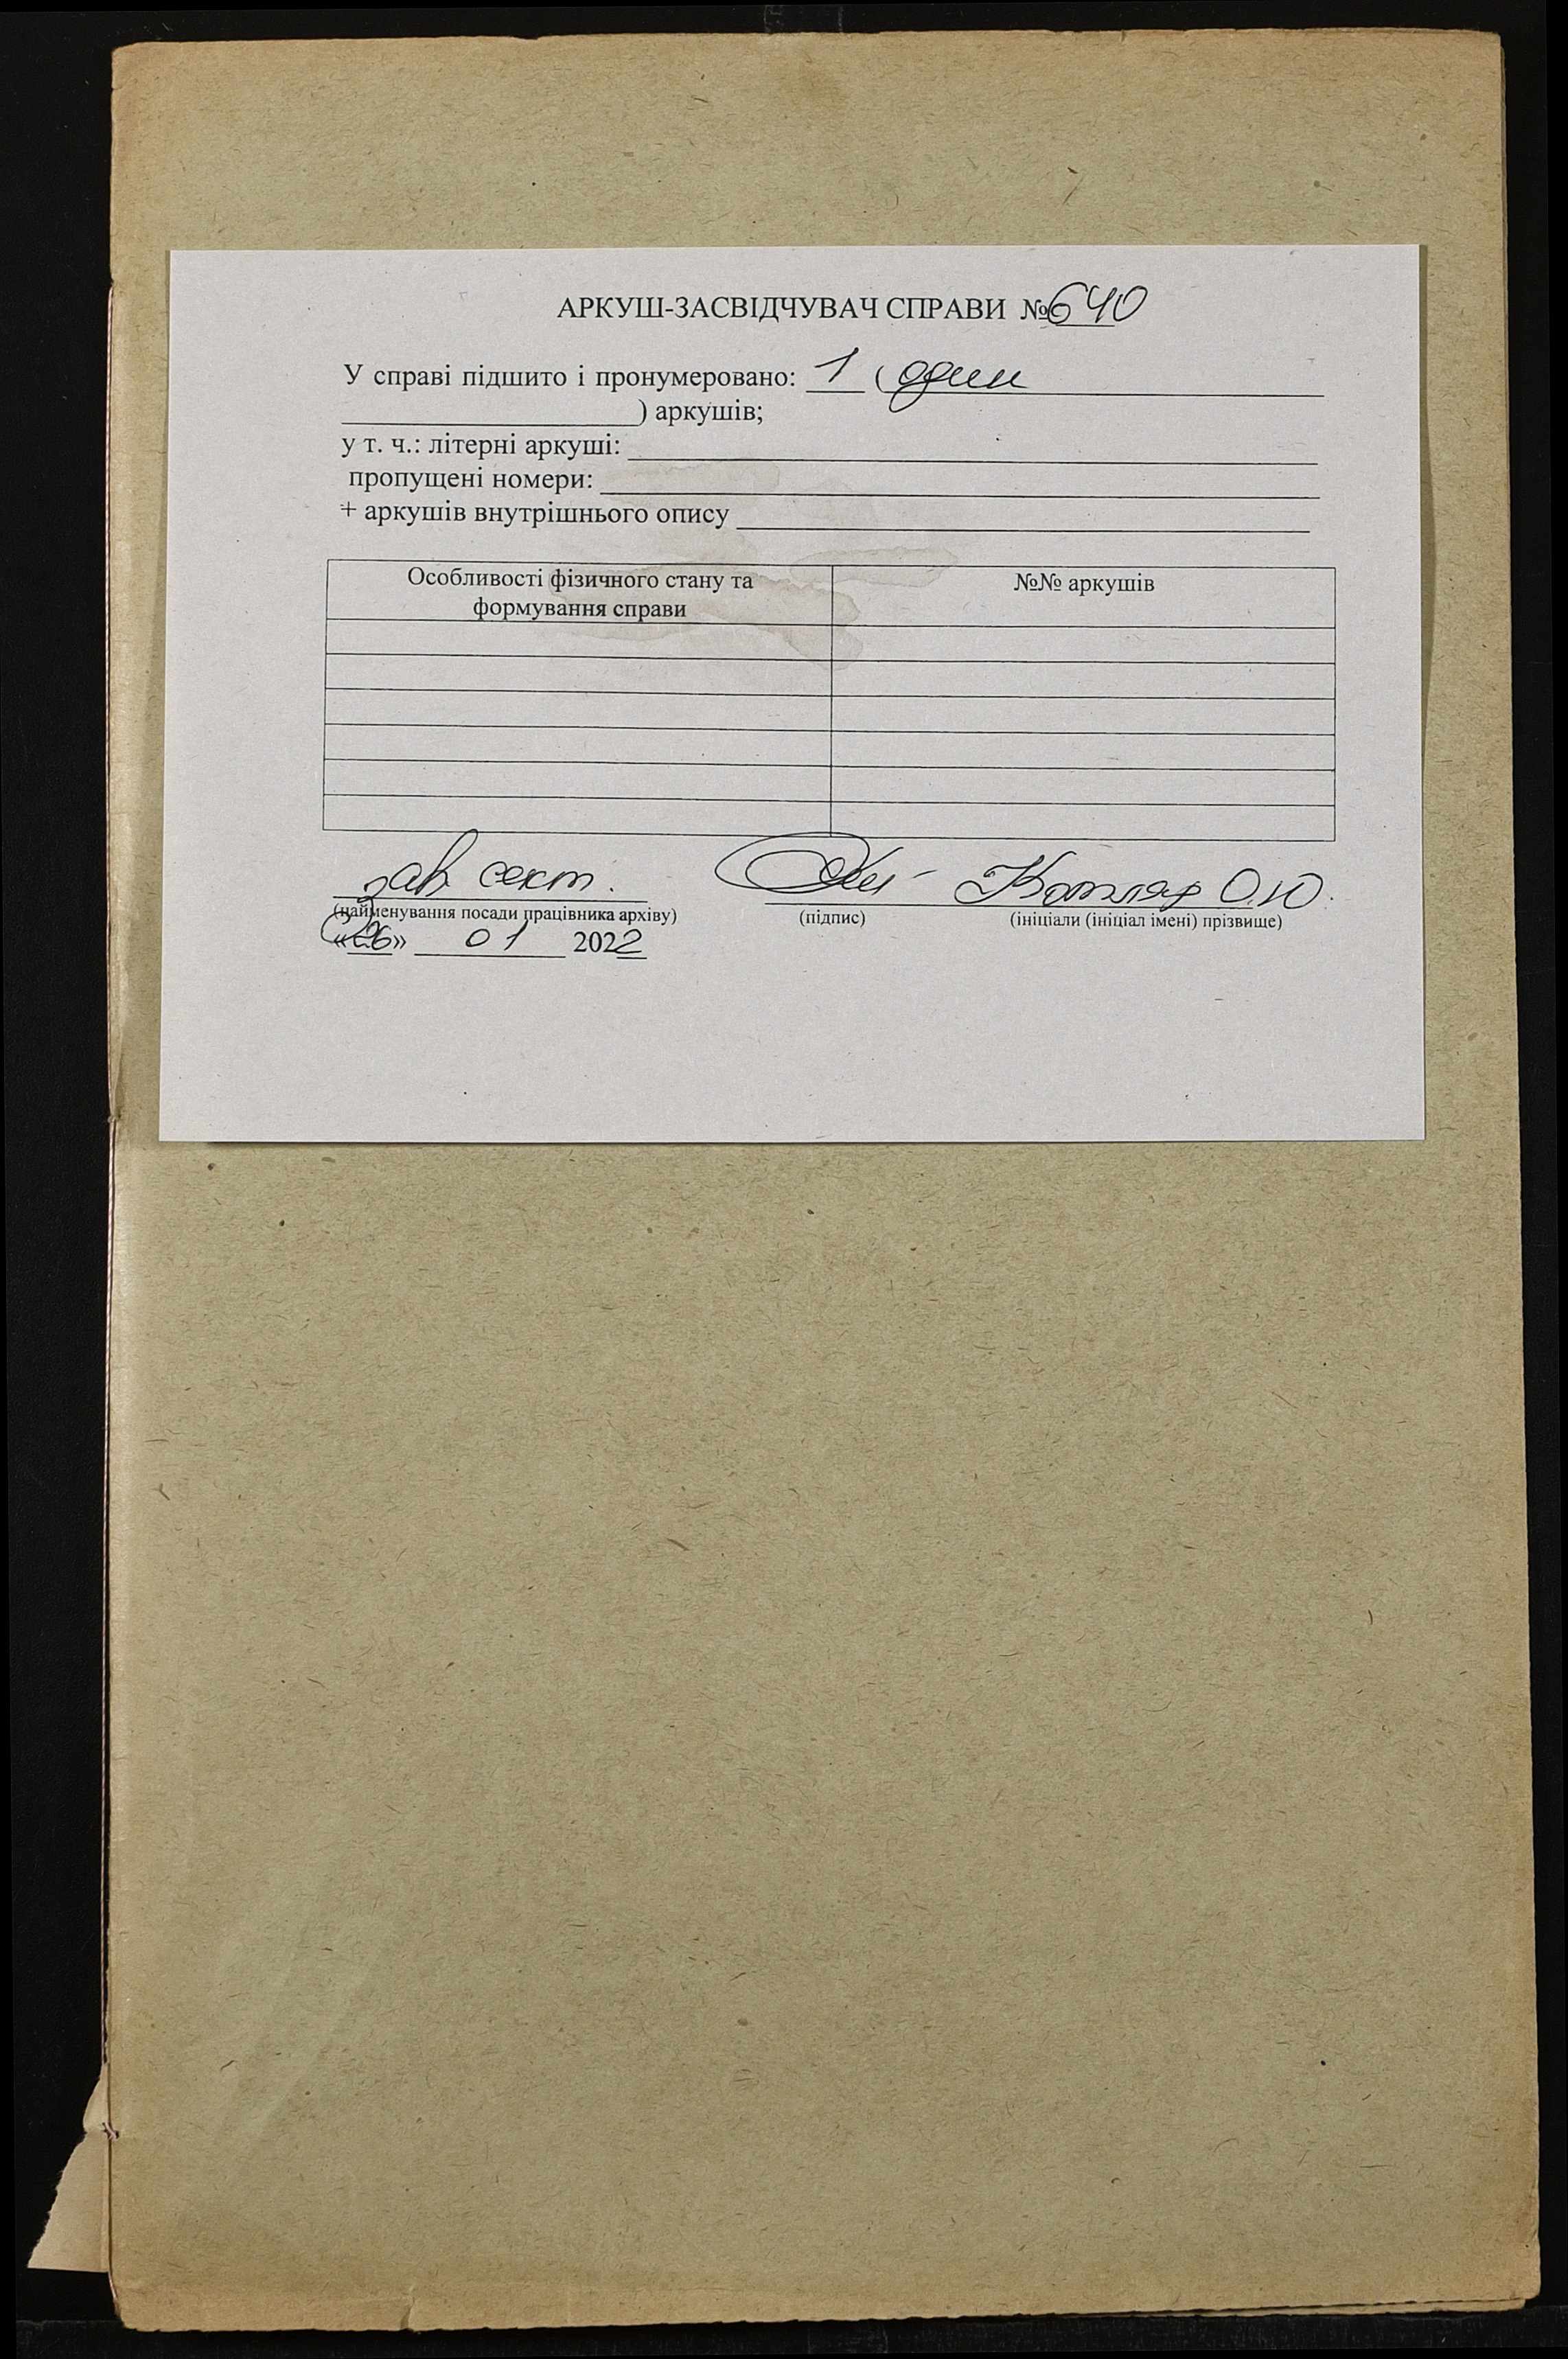 АРКУШ-ЗАСВІДЧУВАЧ СПРАВИ №640
У справі підшито і пронумеровано: 1 (один
) аркушів;
у т. ч.: літерні аркуші:
пропущені номери:
+ аркушів внутрішнього опису
Особливості фізичного стану та формування справи
№№ аркушів
зав. сект. Котляр О.Ю.
(найменування посади працівника архіву) (підпис) (ініціали (ініціал імені) прізвище)
«26» 01 2022